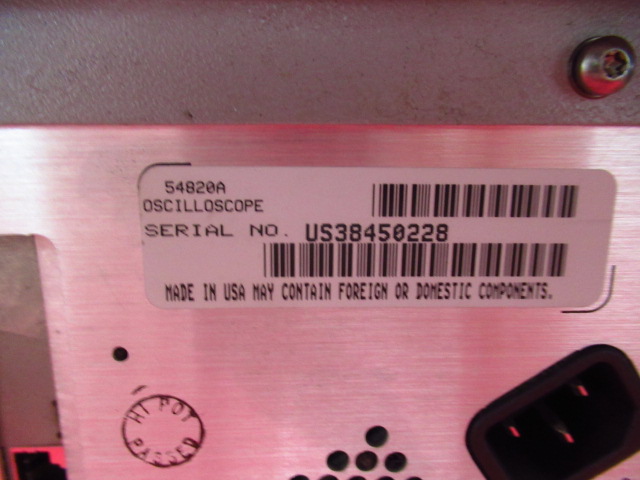 54820A
OSCILLOSCOPE
SERIAL NO. US38450228
MADE IN USA MAY CONTAIN FOREIGN OR DOMESTIC COMPONENTS.
HI POT
PASSED